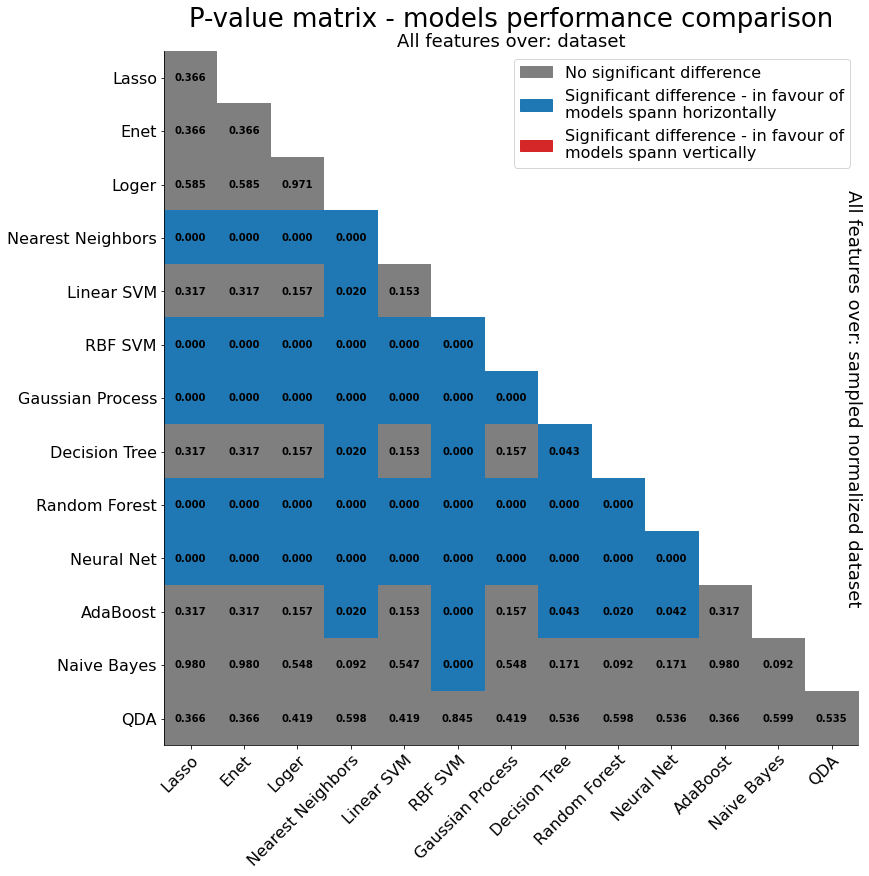 P-value matrix - models performance comparison
All features over: dataset
No significant difference
Significant difference - in favour of
models spann horizontally
Significant difference - in favour of
models spann vertically
All features over: sampled normalized dataset
Lasso 0.366
Enet 0.366 0.366
Loger 0.585 0.585 0.971
Nearest Neighbors 0.000 0.000 0.000 0.000
Linear SVM 0.317 0.317 0.157 0.020 0.153
RBF SVM 0.000 0.000 0.000 0.000 0.000 0.000
Gaussian Process 0.000 0.000 0.000 0.000 0.000 0.000 0.000
Decision Tree 0.317 0.317 0.157 0.020 0.153 0.000 0.157 0.043
Random Forest 0.000 0.000 0.000 0.000 0.000 0.000 0.000 0.000 0.000
Neural Net 0.000 0.000 0.000 0.000 0.000 0.000 0.000 0.000 0.000 0.000
AdaBoost 0.317 0.317 0.157 0.020 0.153 0.000 0.157 0.043 0.020 0.042 0.317
Naive Bayes 0.980 0.980 0.548 0.092 0.547 0.000 0.548 0.171 0.092 0.171 0.980 0.092
QDA 0.366 0.366 0.419 0.598 0.419 0.845 0.419 0.536 0.598 0.536 0.366 0.599 0.535
Lasso
Enet
Loger
Nearest Neighbors
Linear SVM
RBF SVM
Gaussian Process
Decision Tree
Random Forest
Neural Net
AdaBoost
Naive Bayes
QDA